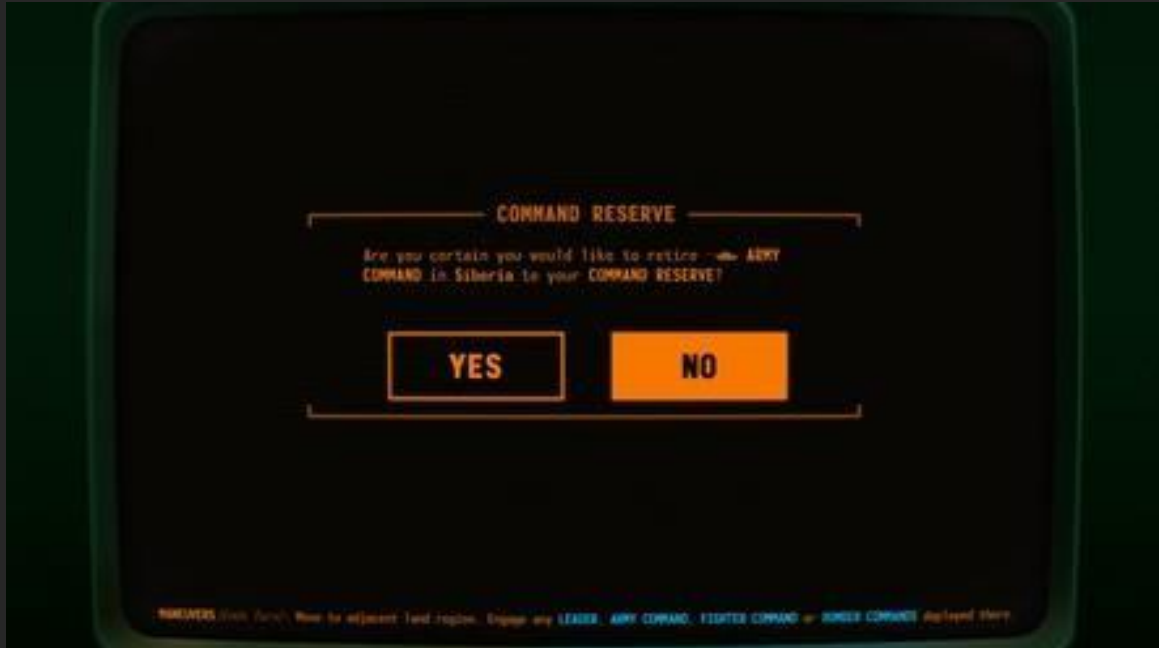 COMMAND RESERVE
Are you certain you would like to retire ARMY
COMMAND in Siberia to your COMMAND RESERVE?
YES
NO
MANEUVERS Move to adjacent land region. Engage any LEADER, ARMY COMMAND, FIGHTER COMMAND or BOMBER COMMANDS deployed there.